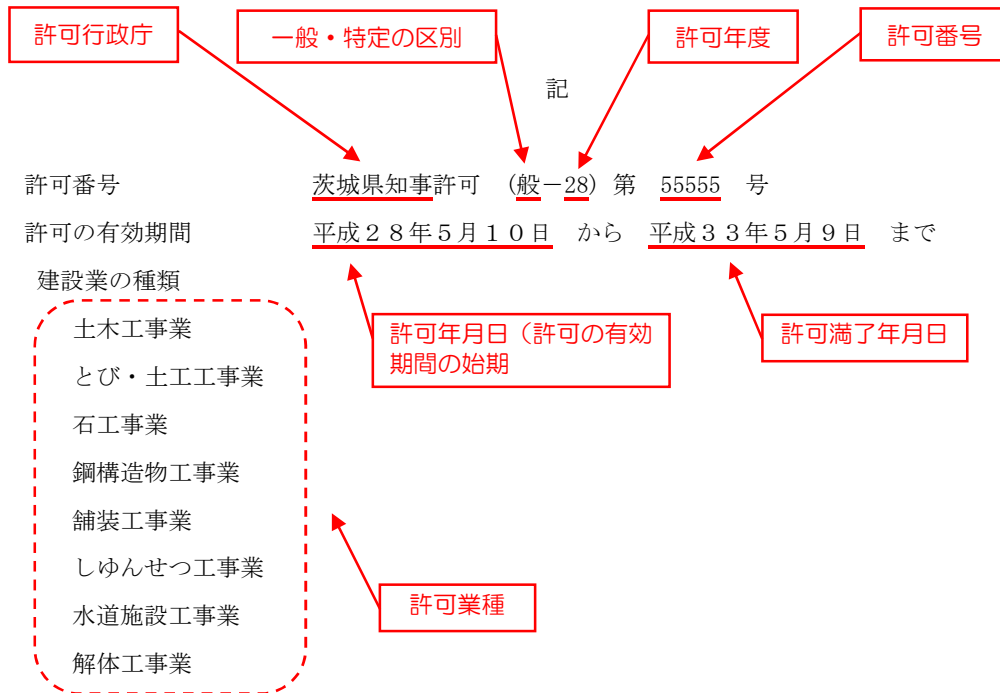 許可行政庁
一般・特定の区別
許可年度
許可番号
記
許可番号 茨城県知事許可 (般－28) 第 55555 号
許可の有効期間 平成２８年５月１０日 から 平成３３年５月９日 まで
建設業の種類
土木工事業
とび・土工工事業
石工事業
鋼構造物工事業
舗装工事業
しゆんせつ工事業
水道施設工事業
解体工事業
許可年月日（許可の有効
期間の始期
許可満了年月日
許可業種